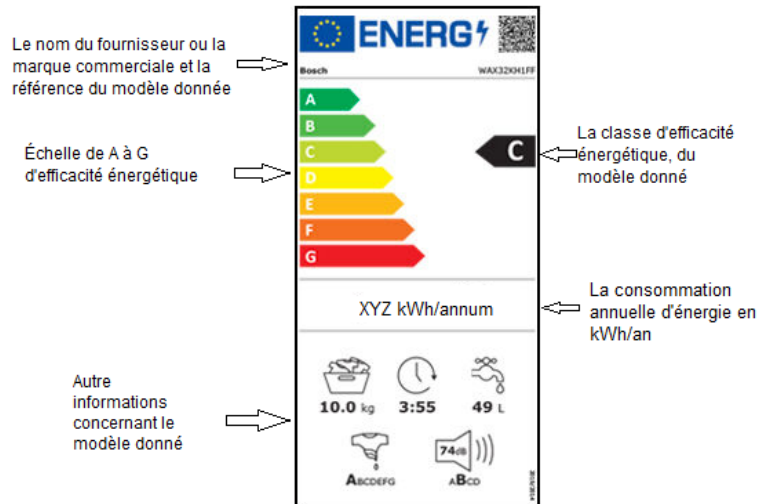 Le nom du fournisseur ou la
marque commerciale et la
référence du modèle donnée
Échelle de A à G
d'efficacité énergétique
Autre
informations
concernant le
modèle donné
ENERG
Bosch WAX32KH1FF
A
B
C
D
E
F
G
C
XYZ kWh/annum
10.0 kg 3:55 49 L
74dB
ABCDEFG ABCD
La classe d'efficacité
énergétique, du
modèle donné
La consommation
annuelle d'énergie en
kWh/an